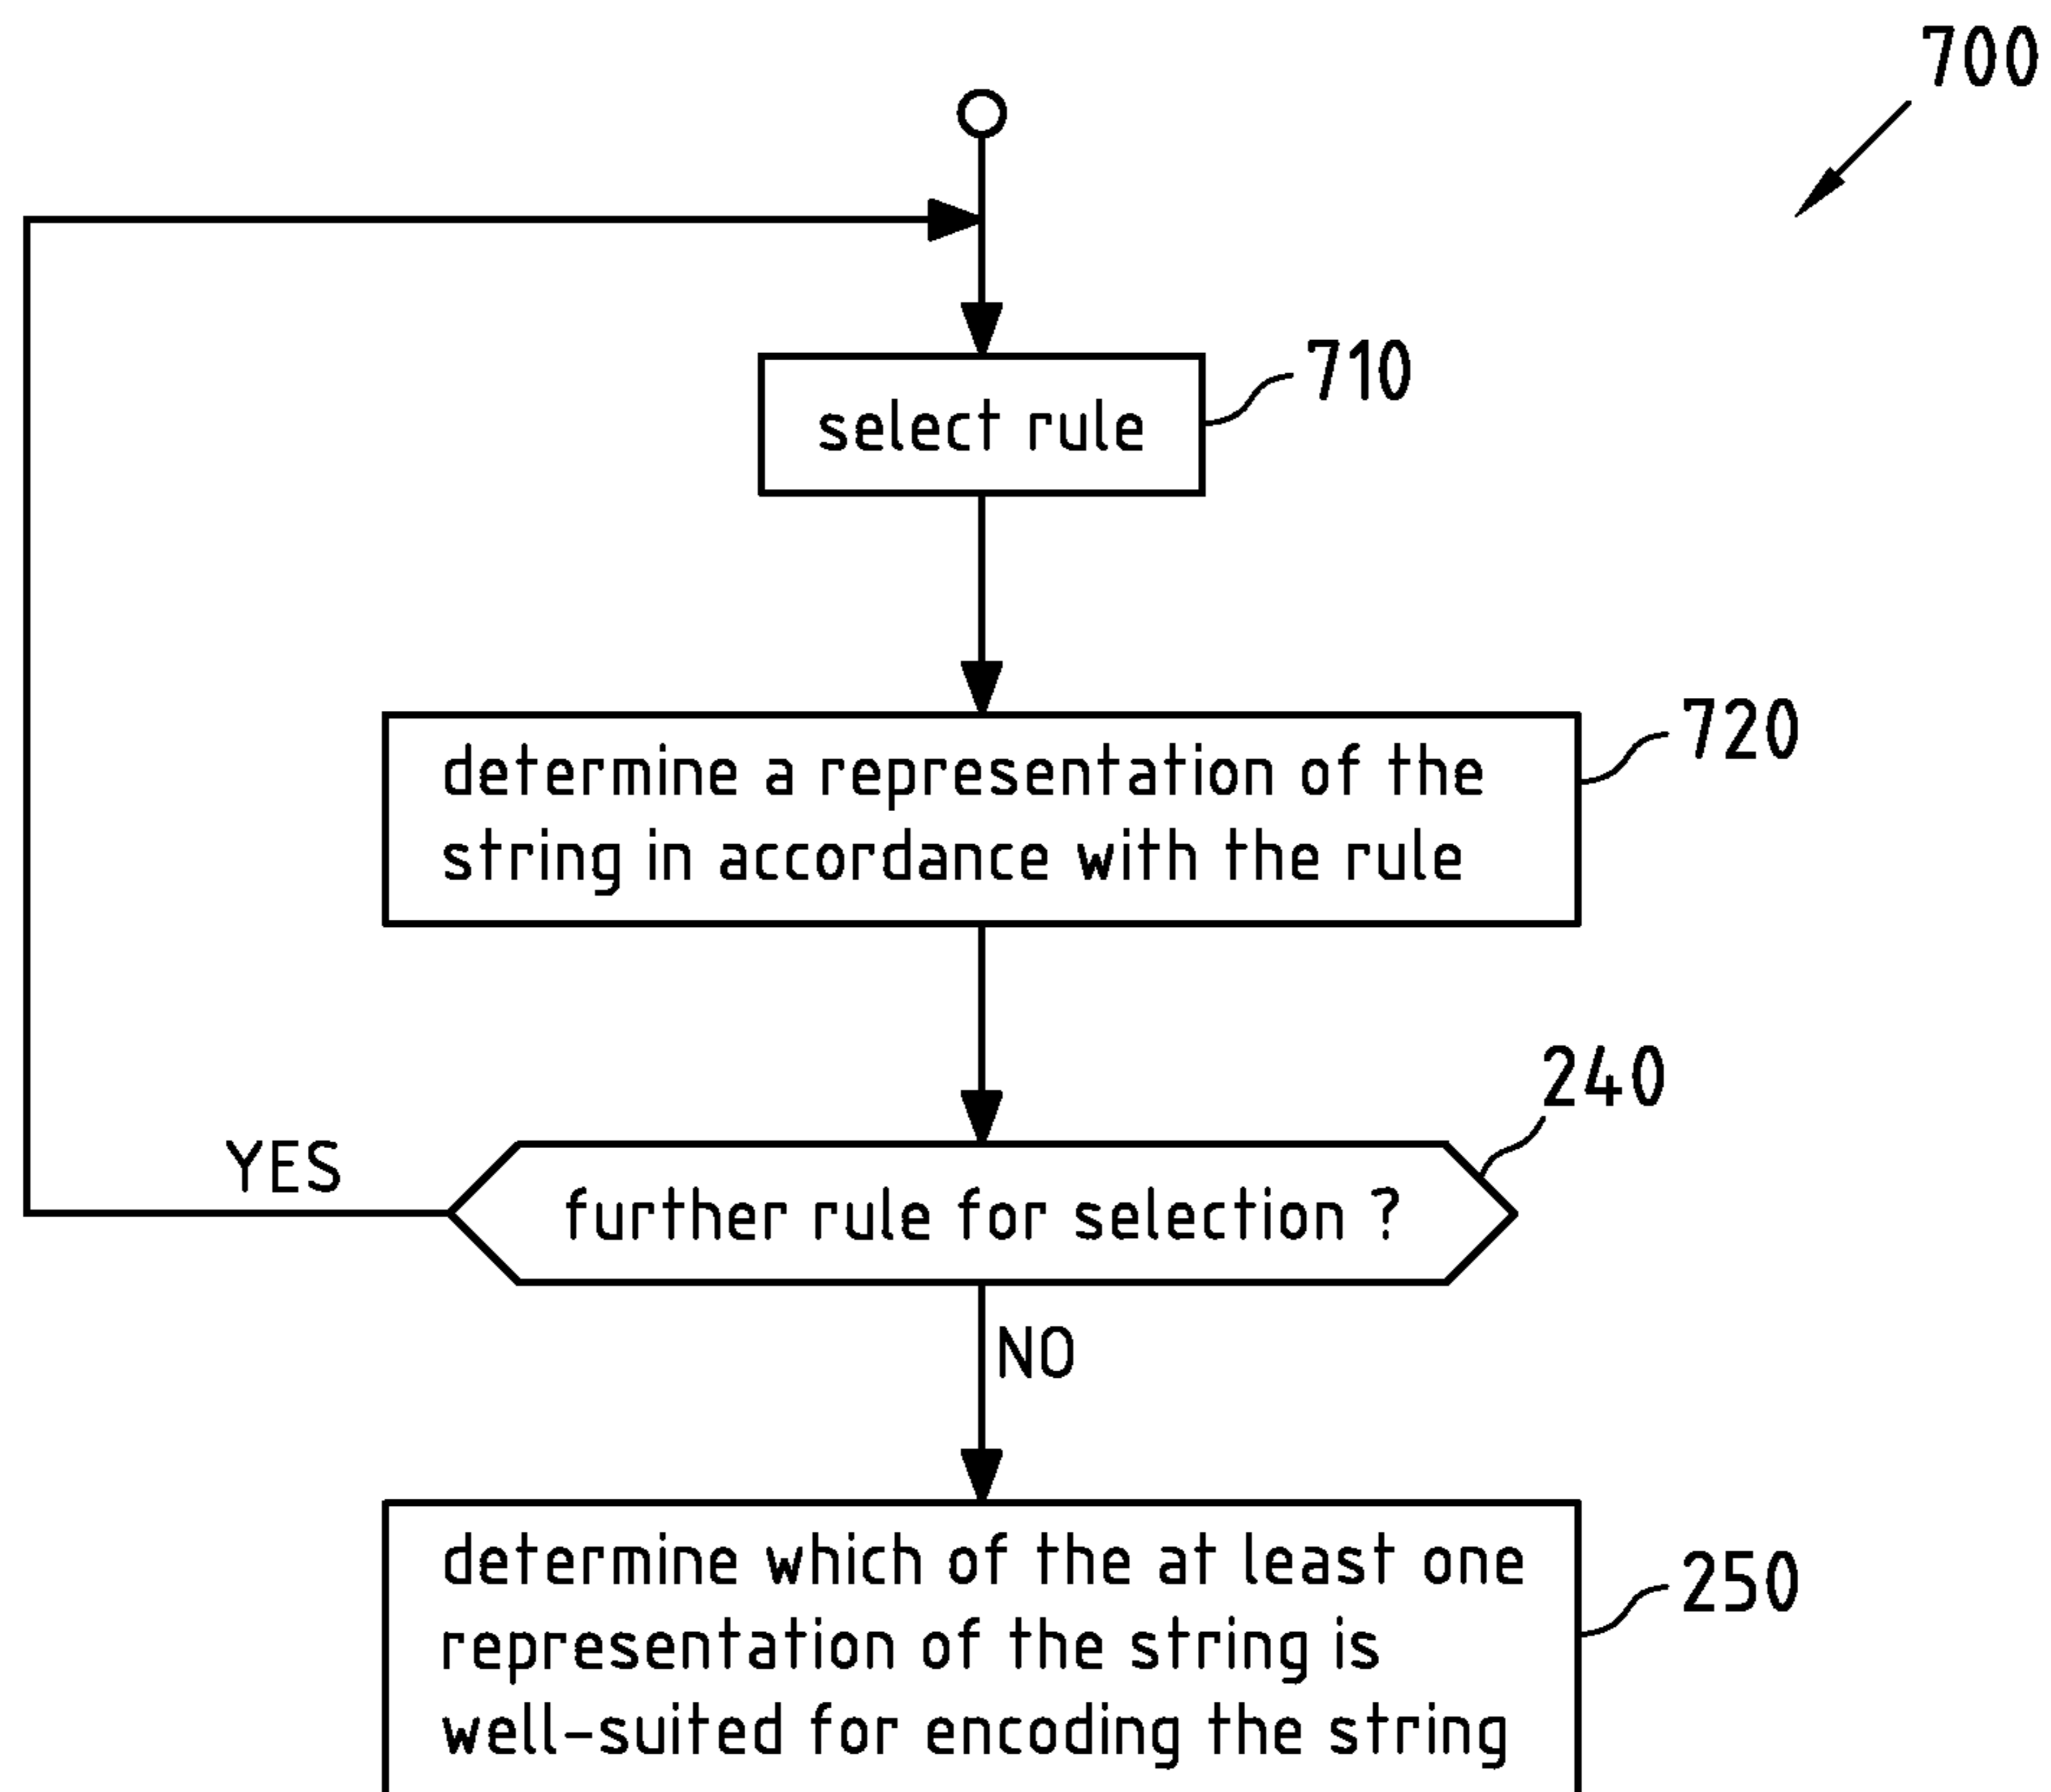 700
select rule
710
determine a representation of the
string in accordance with the rule
720
240
YES
further rule for selection ?
NO
determine which of the at least one
representation of the string is
well-suited for encoding the string
250